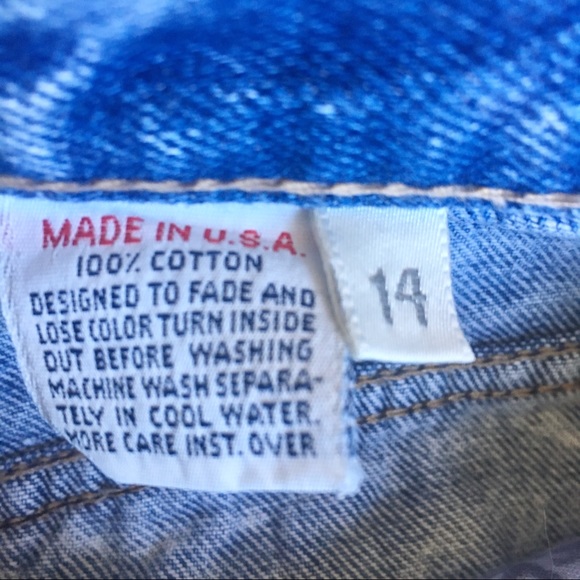 MADE IN U.S.A.
100% COTTON
DESIGNED TO FADE AND
LOSE COLOR TURN INSIDE
OUT BEFORE WASHING
MACHINE WASH SEPARA-
TELY IN COOL WATER.
MORE CARE INST. OVER
14